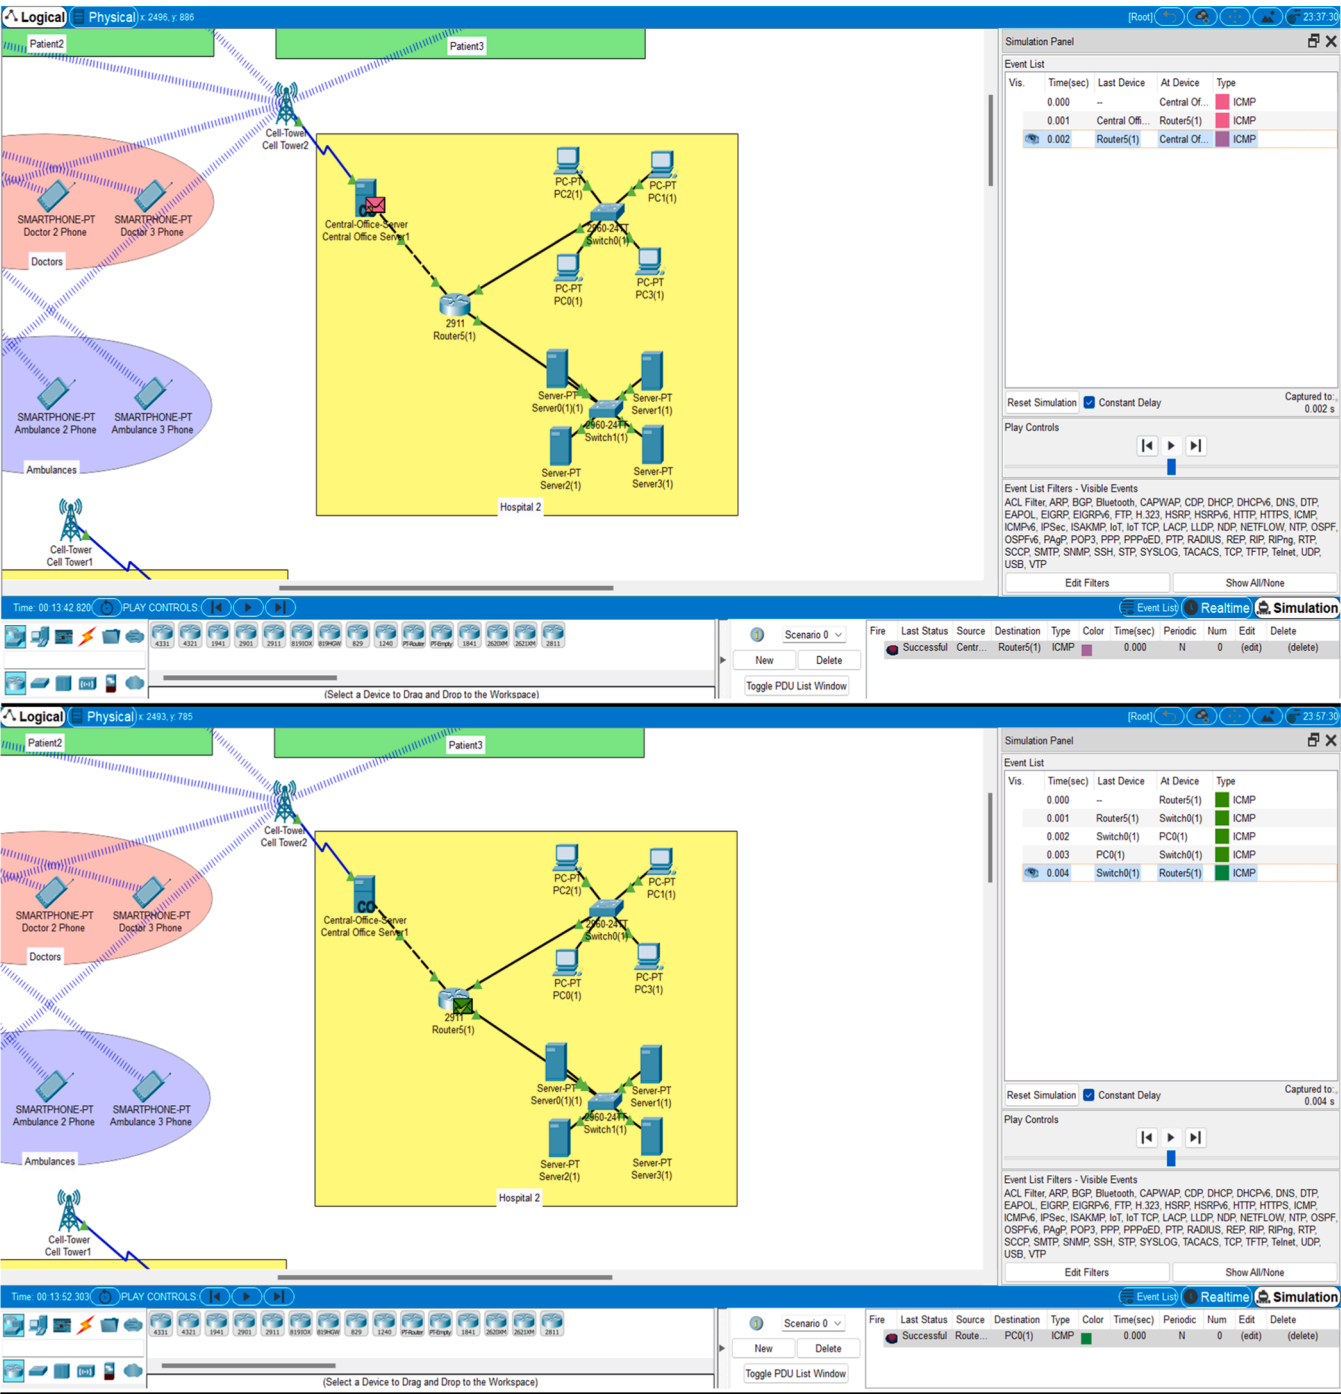 Logical Physical x: 2496, y: 886 [Root] 23:37:30
Patient2
Patient3
Cell-Tower
Cell Tower2
SMARTPHONE-PT
Doctor 2 Phone
SMARTPHONE-PT
Doctor 3 Phone
Doctors
SMARTPHONE-PT
Ambulance 2 Phone
SMARTPHONE-PT
Ambulance 3 Phone
Ambulances
Cell-Tower
Cell Tower1
CO
Central-Office-Server
Central Office Server1
2911
Router5(1)
PC-PT
PC2(1)
PC-PT
PC1(1)
2960-24TT
Switch0(1)
PC-PT
PC0(1)
PC-PT
PC3(1)
Server-PT
Server0(1)(1)
Server-PT
Server1(1)
2960-24TT
Switch1(1)
Server-PT
Server2(1)
Server-PT
Server3(1)
Hospital 2
Simulation Panel
Event List
Vis. Time(sec) Last Device At Device Type
0.000 -- Central Of... ICMP
0.001 Central Offi... Router5(1) ICMP
0.002 Router5(1) Central Of... ICMP
Reset Simulation Constant Delay Captured to:
0.002 s
Play Controls
Event List Filters - Visible Events
ACL Filter, ARP, BGP, Bluetooth, CAPWAP, CDP, DHCP, DHCPv6, DNS, DTP,
EAPOL, EIGRP, EIGRPv6, FTP, H.323, HSRP, HSRPv6, HTTP, HTTPS, ICMP,
ICMPv6, IPSec, ISAKMP, IoT, IoT TCP, LACP, LLDP, NDP, NETFLOW, NTP, OSPF,
OSPFv6, PAgP, POP3, PPP, PPPoED, PTP, RADIUS, REP, RIP, RIPng, RTP,
SCCP, SMTP, SNMP, SSH, STP, SYSLOG, TACACS, TCP, TFTP, Telnet, UDP,
USB, VTP
Edit Filters Show All/None
Time: 00:13:42.820 PLAY CONTROLS: Event List Realtime Simulation
4331 4321 1941 2901 2911 819IOX 819HGW 829 1240 PT-Router PT-Empty 1841 2620XM 2621XM 2811
(Select a Device to Drag and Drop to the Workspace)
Scenario 0
New Delete
Toggle PDU List Window
Fire Last Status Source Destination Type Color Time(sec) Periodic Num Edit Delete
Successful Centr... Router5(1) ICMP 0.000 N 0 (edit) (delete)
Logical Physical x: 2493, y: 785 [Root] 23:57:30
Patient2
Patient3
Cell-Tower
Cell Tower2
SMARTPHONE-PT
Doctor 2 Phone
SMARTPHONE-PT
Doctor 3 Phone
Doctors
SMARTPHONE-PT
Ambulance 2 Phone
SMARTPHONE-PT
Ambulance 3 Phone
Ambulances
Cell-Tower
Cell Tower1
CO
Central-Office-Server
Central Office Server1
2911
Router5(1)
PC-PT
PC2(1)
PC-PT
PC1(1)
2960-24TT
Switch0(1)
PC-PT
PC0(1)
PC-PT
PC3(1)
Server-PT
Server0(1)(1)
Server-PT
Server1(1)
2960-24TT
Switch1(1)
Server-PT
Server2(1)
Server-PT
Server3(1)
Hospital 2
Simulation Panel
Event List
Vis. Time(sec) Last Device At Device Type
0.000 -- Router5(1) ICMP
0.001 Router5(1) Switch0(1) ICMP
0.002 Switch0(1) PC0(1) ICMP
0.003 PC0(1) Switch0(1) ICMP
0.004 Switch0(1) Router5(1) ICMP
Reset Simulation Constant Delay Captured to:
0.004 s
Play Controls
Event List Filters - Visible Events
ACL Filter, ARP, BGP, Bluetooth, CAPWAP, CDP, DHCP, DHCPv6, DNS, DTP,
EAPOL, EIGRP, EIGRPv6, FTP, H.323, HSRP, HSRPv6, HTTP, HTTPS, ICMP,
ICMPv6, IPSec, ISAKMP, IoT, IoT TCP, LACP, LLDP, NDP, NETFLOW, NTP, OSPF,
OSPFv6, PAgP, POP3, PPP, PPPoED, PTP, RADIUS, REP, RIP, RIPng, RTP,
SCCP, SMTP, SNMP, SSH, STP, SYSLOG, TACACS, TCP, TFTP, Telnet, UDP,
USB, VTP
Edit Filters Show All/None
Time: 00:13:52.303 PLAY CONTROLS: Event List Realtime Simulation
4331 4321 1941 2901 2911 819IOX 819HGW 829 1240 PT-Router PT-Empty 1841 2620XM 2621XM 2811
(Select a Device to Drag and Drop to the Workspace)
Scenario 0
New Delete
Toggle PDU List Window
Fire Last Status Source Destination Type Color Time(sec) Periodic Num Edit Delete
Successful Route... PC0(1) ICMP 0.000 N 0 (edit) (delete)